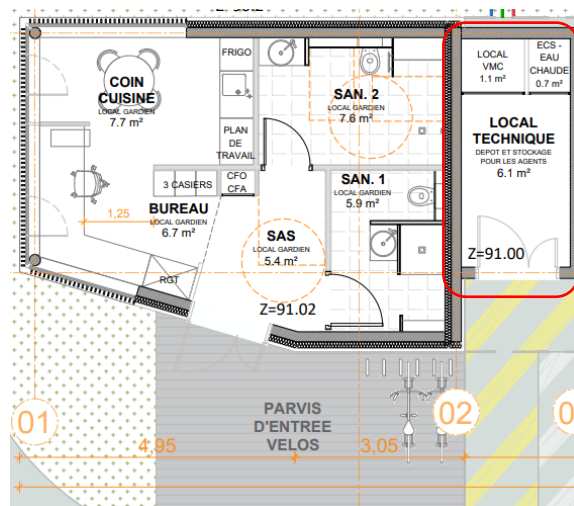 FRIGO
COIN
CUISINE
LOCAL GARDIEN
7.7 m²
PLAN
DE
TRAVAIL
SAN. 2
LOCAL GARDIEN
7.6 m²
LOCAL
VMC
1.1 m²
ECS -
EAU
CHAUDE
0.7 m²
LOCAL
TECHNIQUE
DEPOT ET STOCKAGE
POUR LES AGENTS
6.1 m²
3 CASIERS
CFO
CFA
SAN. 1
LOCAL GARDIEN
5.9 m²
1,25
BUREAU
LOCAL GARDIEN
6.7 m²
SAS
LOCAL GARDIEN
5.4 m²
Z=91.00
RGT
Z=91.02
01
PARVIS
D'ENTREE
VELOS
02
4,95
3,05